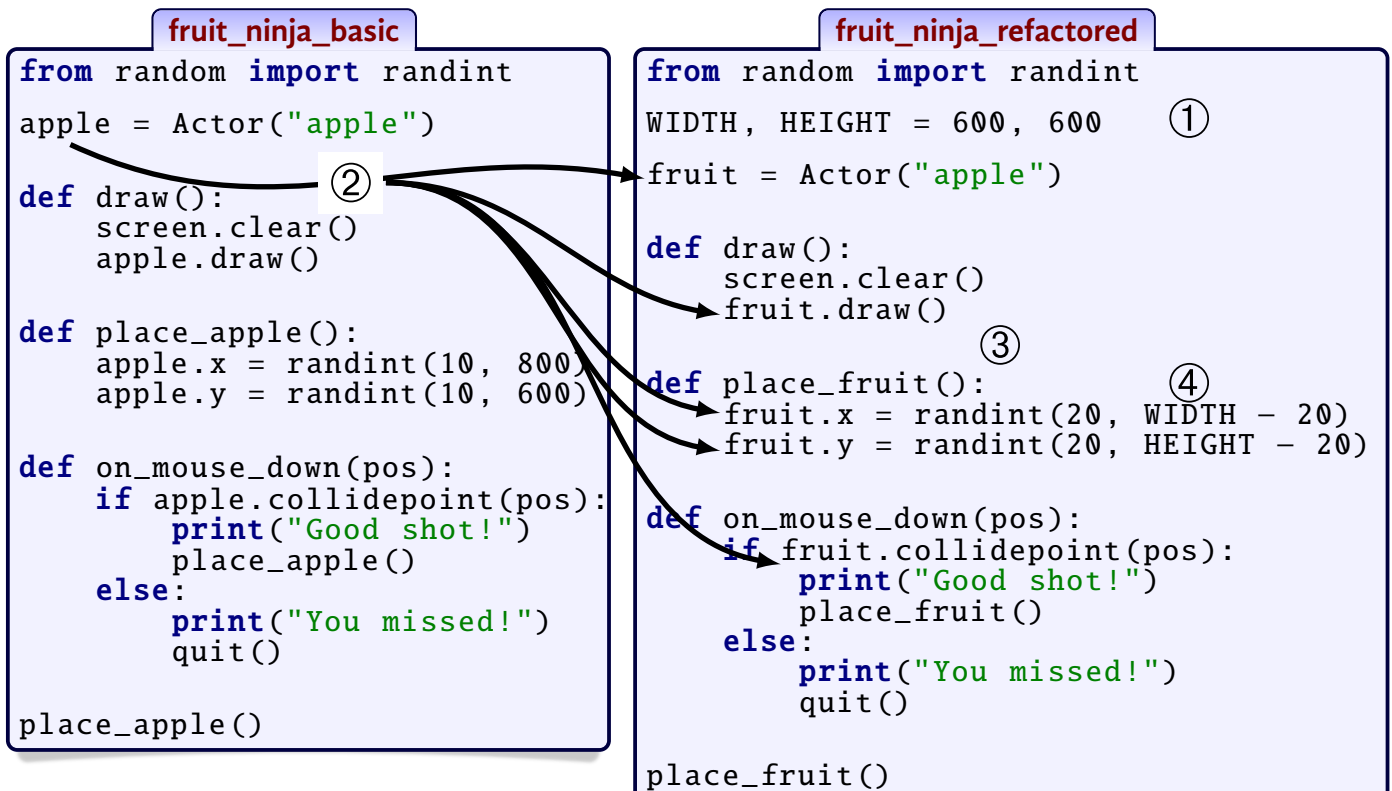 fruit_ninja_basic
from random import randint
apple = Actor("apple")
②
def draw():
    screen.clear()
    apple.draw()
def place_apple():
    apple.x = randint(10, 800)
    apple.y = randint(10, 600)
def on_mouse_down(pos):
    if apple.collidepoint(pos):
        print("Good shot!")
        place_apple()
    else:
        print("You missed!")
        quit()
place_apple()
fruit_ninja_refactored
from random import randint
WIDTH, HEIGHT = 600, 600 ①
fruit = Actor("apple")
def draw():
    screen.clear()
    fruit.draw()
③
def place_fruit(): ④
    fruit.x = randint(20, WIDTH − 20)
    fruit.y = randint(20, HEIGHT − 20)
def on_mouse_down(pos):
    if fruit.collidepoint(pos):
        print("Good shot!")
        place_fruit()
    else:
        print("You missed!")
        quit()
place_fruit()